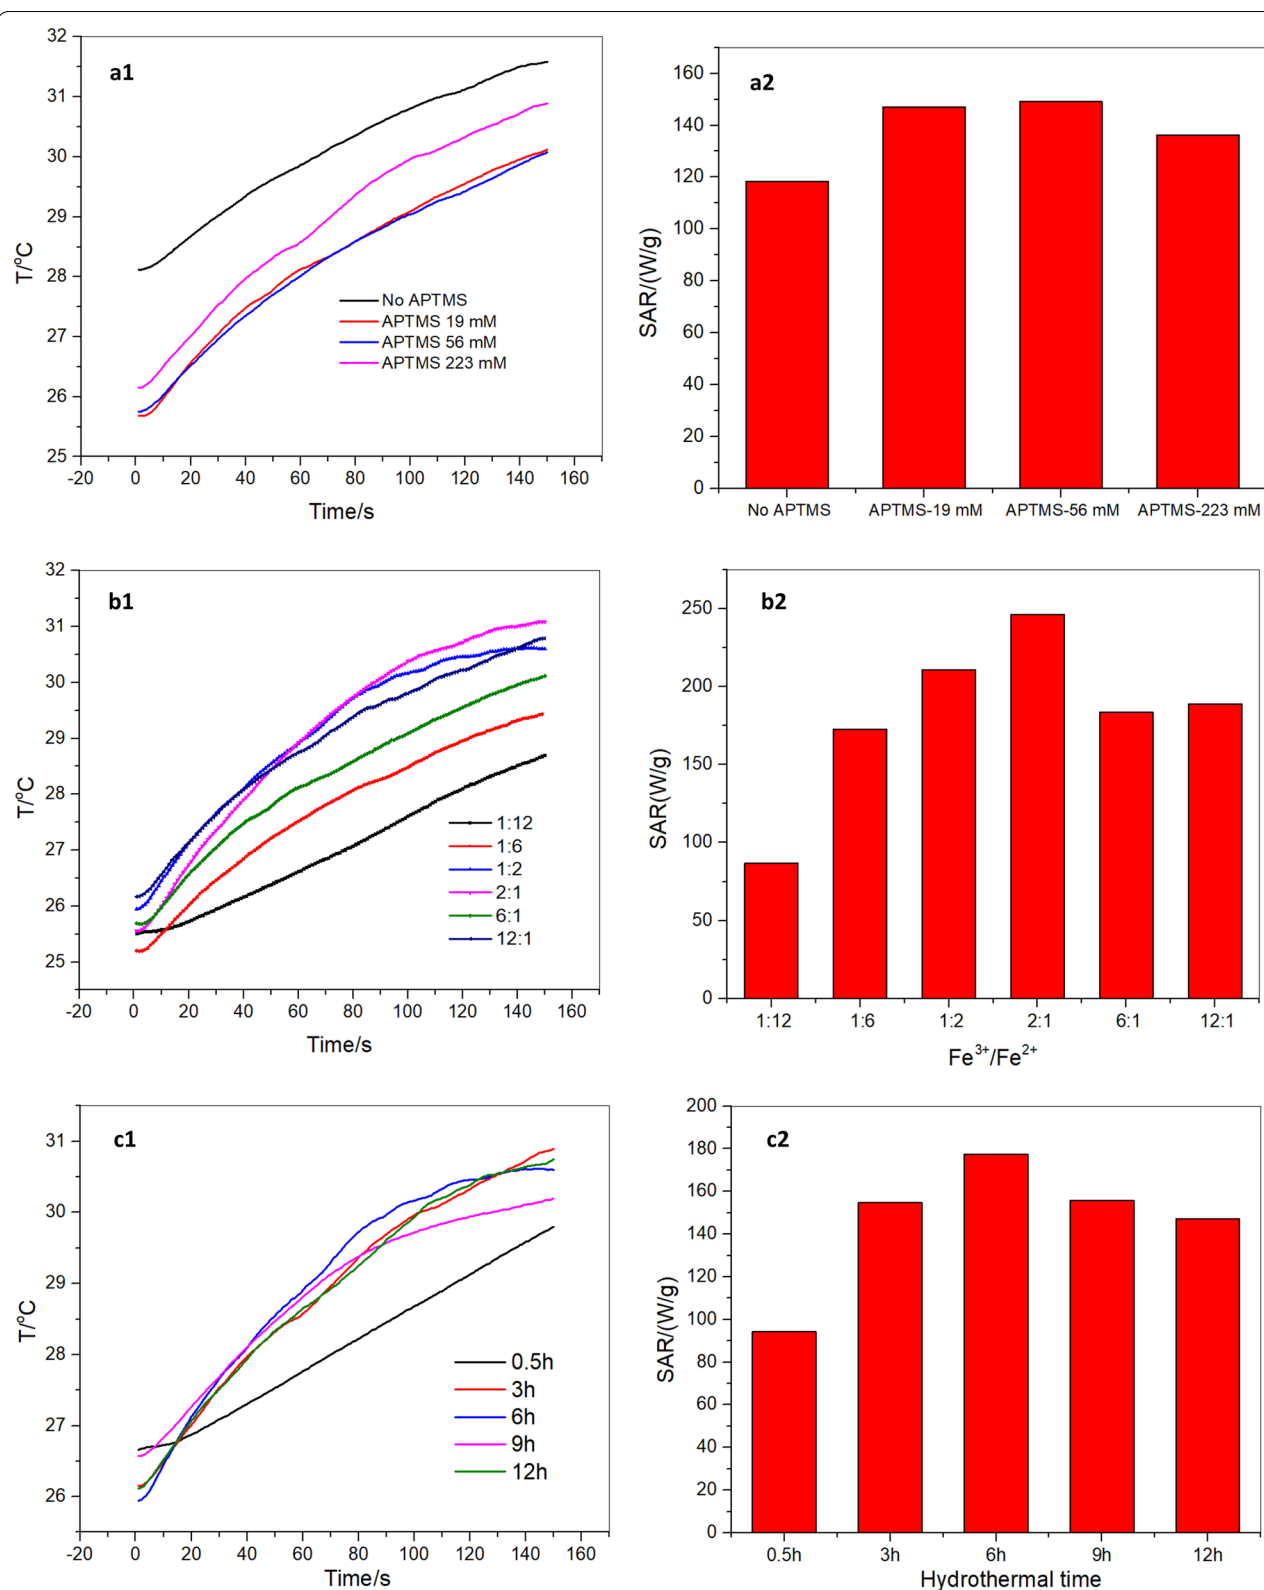 a1
32
31
30
29
28
27
26
25
T/°C
No APTMS
APTMS 19 mM
APTMS 56 mM
APTMS 223 mM
-20 0 20 40 60 80 100 120 140 160
Time/s
a2
160
140
120
100
80
60
40
20
0
SAR/(W/g)
No APTMS APTMS-19 mM APTMS-56 mM APTMS-223 mM
b1
32
31
30
29
28
27
26
25
T/°C
1:12
1:6
1:2
2:1
6:1
12:1
-20 0 20 40 60 80 100 120 140 160
Time/s
b2
250
200
150
100
50
0
SAR(W/g)
1:12 1:6 1:2 2:1 6:1 12:1
Fe³⁺/Fe²⁺
c1
31
30
29
28
27
26
T/°C
0.5h
3h
6h
9h
12h
-20 0 20 40 60 80 100 120 140 160
Time/s
c2
200
180
160
140
120
100
80
60
40
20
0
SAR/(W/g)
0.5h 3h 6h 9h 12h
Hydrothermal time